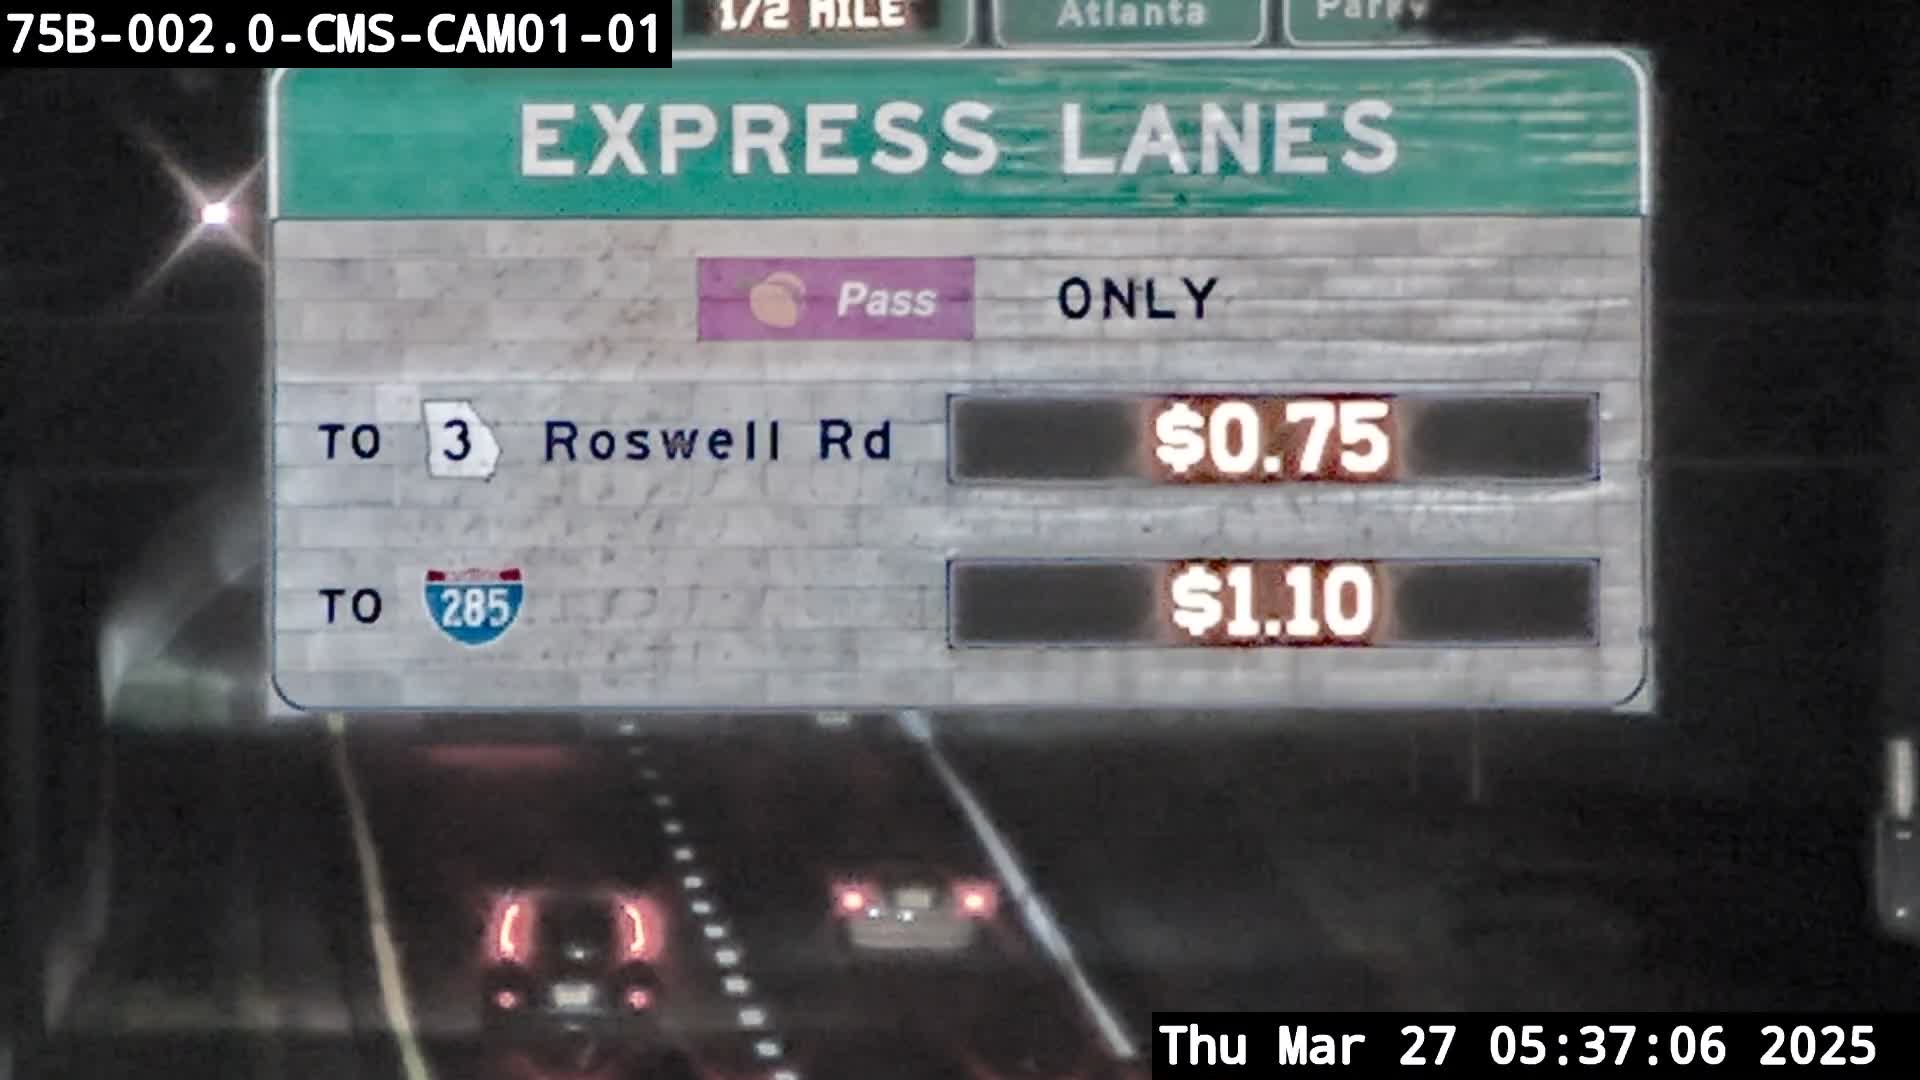 75B-002.0-CMS-CAM01-01
1/2 MILE
Atlanta
EXPRESS LANES
Pass ONLY
TO 3 Roswell Rd $0.75
TO 285 $1.10
Thu Mar 27 05:37:06 2025